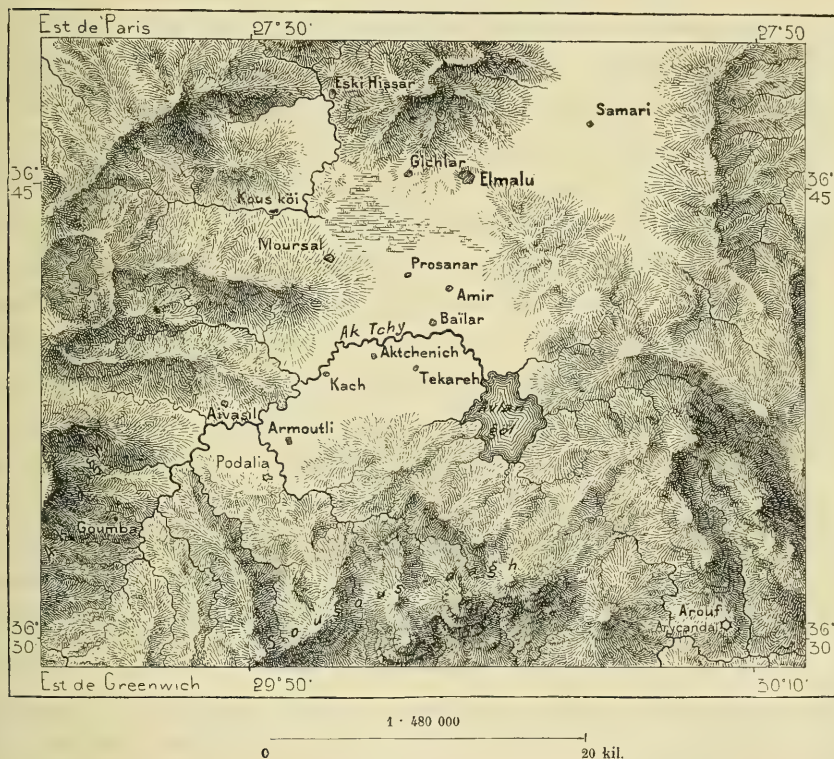 Est de Paris 27°30' 27°50'
Eski Hissar
Samari
Gichlar
36° 45
Elmalu
36° 45
Kous köi
Moursal
Prosanar
Amir
Baïlar
Ak Tchy
Aktchenich
Tekareh
Kach
Avlan Göl
Aivasil
Armoutli
Podalia
Goumba
Sousaus dagh
Arouf
Arycanda
36° 30
36° 30
Est de Greenwich 29°50' 30°10'
1 · 480 000
0 20 kil.